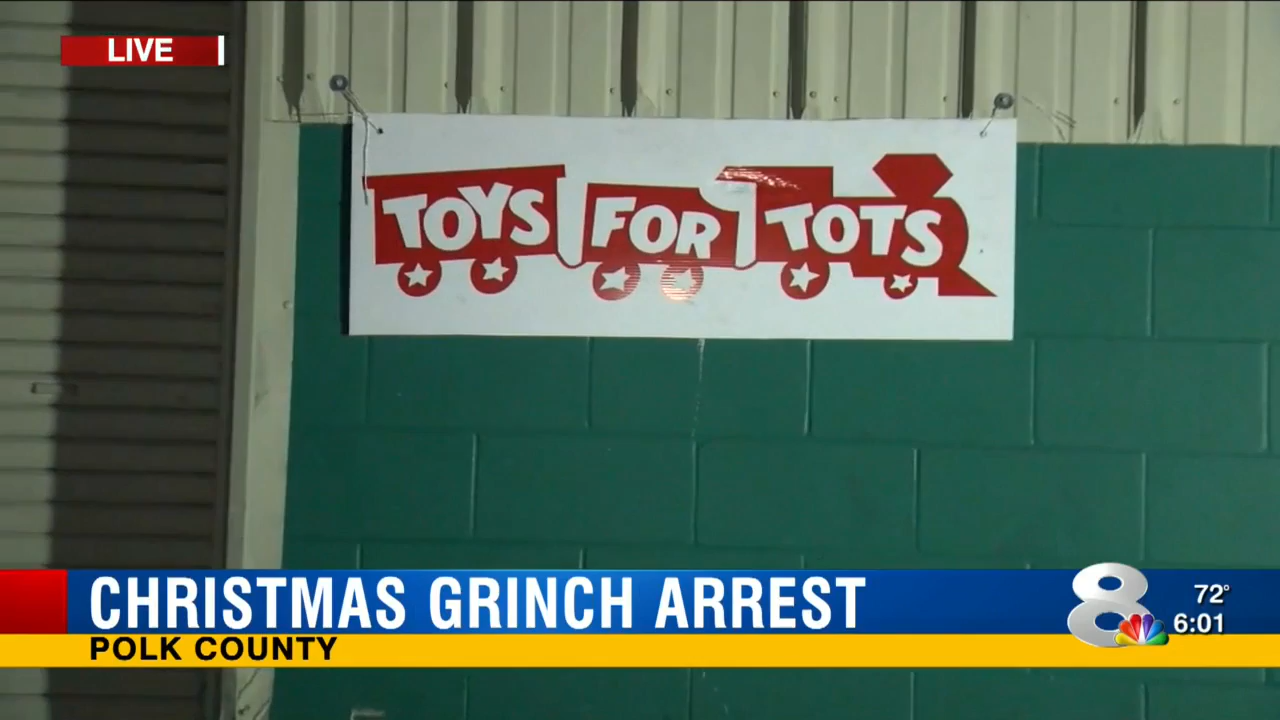 LIVE
TOYS FOR TOTS
CHRISTMAS GRINCH ARREST
POLK COUNTY
8
72°
6:01